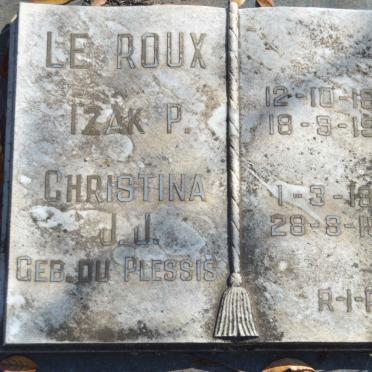 LE ROUX
IZAK P.
CHRISTINA
J.J.
GEB. DU PLESSIS
12-10-18
18-9-19
1-3-18
28-8-1
R-I-P